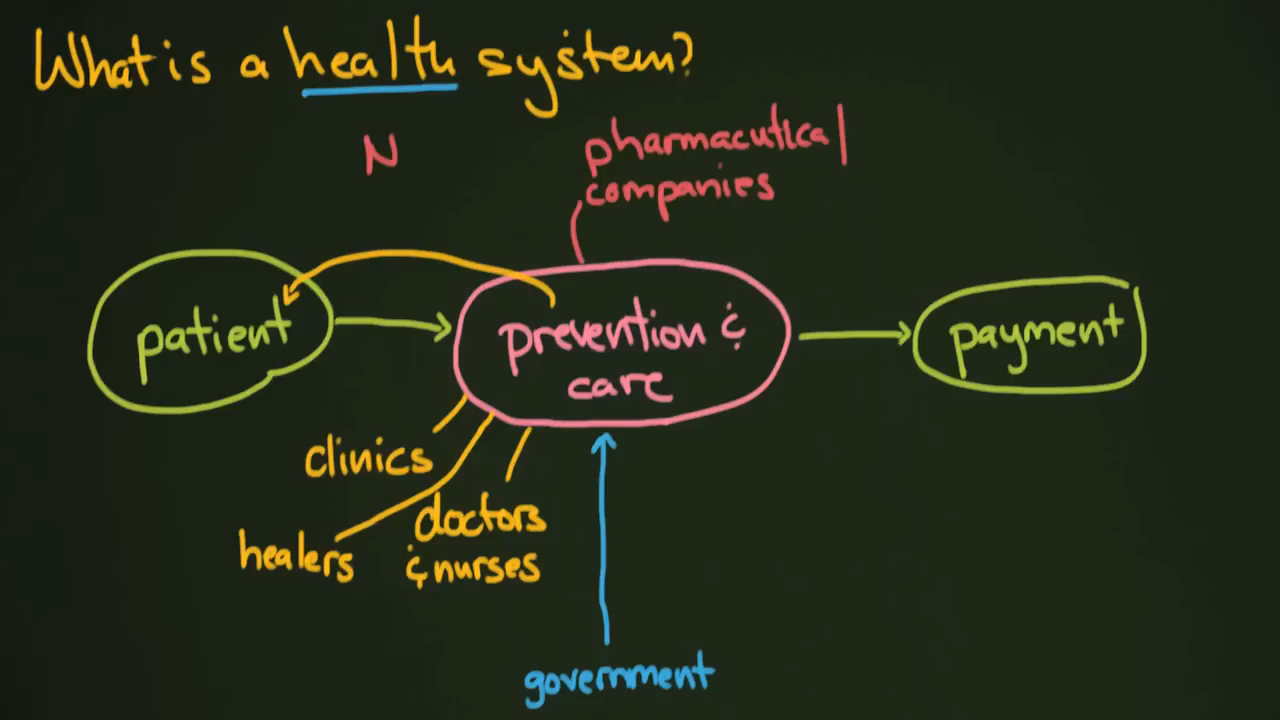 What is a health system?
N
pharmacutical
companies
patient
prevention &
care
payment
clinics
doctors
& nurses
healers
government